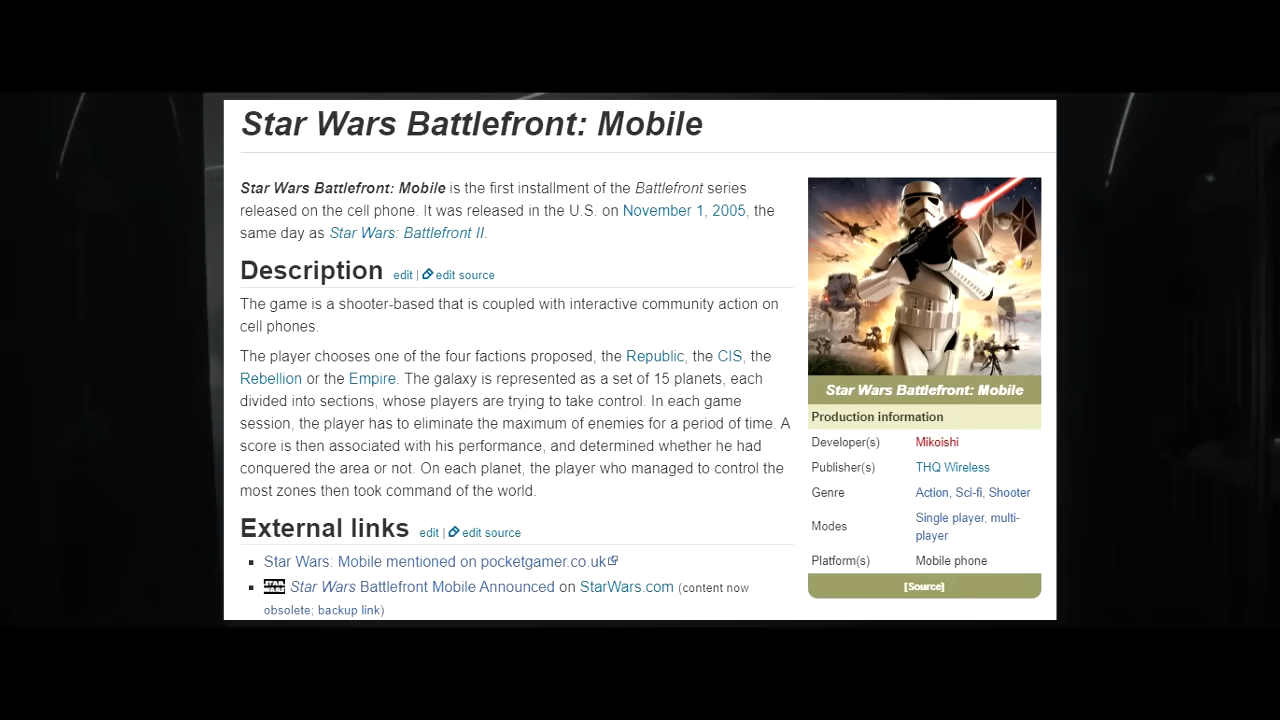 Star Wars Battlefront: Mobile
Star Wars Battlefront: Mobile is the first installment of the Battlefront series
released on the cell phone. It was released in the U.S. on November 1, 2005, the
same day as Star Wars: Battlefront II.
Description edit | edit source
The game is a shooter-based that is coupled with interactive community action on
cell phones.
The player chooses one of the four factions proposed, the Republic, the CIS, the
Rebellion or the Empire. The galaxy is represented as a set of 15 planets, each
divided into sections, whose players are trying to take control. In each game
session, the player has to eliminate the maximum of enemies for a period of time. A
score is then associated with his performance, and determined whether he had
conquered the area or not. On each planet, the player who managed to control the
most zones then took command of the world.
External links edit | edit source
Star Wars: Mobile mentioned on pocketgamer.co.uk
STAR WARS Star Wars Battlefront Mobile Announced on StarWars.com (content now
obsolete; backup link)
Star Wars Battlefront: Mobile
Production information
Developer(s) Mikoishi
Publisher(s) THQ Wireless
Genre Action, Sci-fi, Shooter
Modes Single player, multi-
player
Platform(s) Mobile phone
[Source]